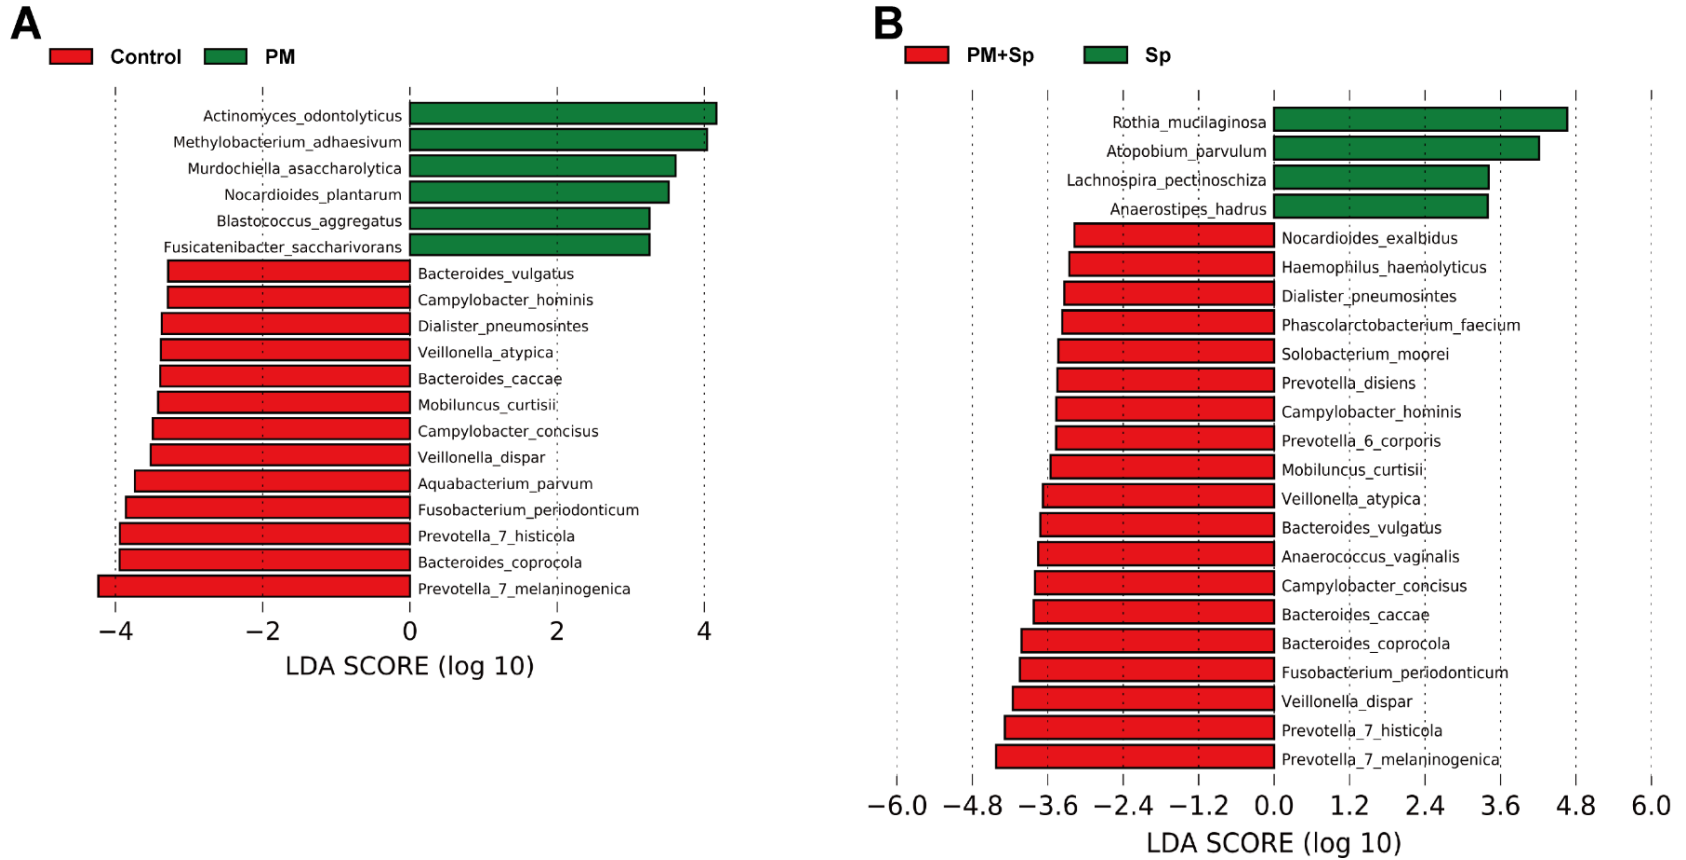 A
Control
PM
Actinomyces_odontolyticus
Methylobacterium_adhaesivum
Murdochiella_asaccharolytica
Nocardioides_plantarum
Blastococcus_aggregatus
Fusicatenibacter_saccharivorans
Bacteroides_vulgatus
Campylobacter_hominis
Dialister_pneumosintes
Veillonella_atypica
Bacteroides_caccae
Mobiluncus_curtisii
Campylobacter_concisus
Veillonella_dispar
Aquabacterium_parvum
Fusobacterium_periodonticum
Prevotella_7_histicola
Bacteroides_coprocola
Prevotella_7_melaninogenica
−4 −2 0 2 4
LDA SCORE (log 10)
B
PM+Sp
Sp
Rothia_mucilaginosa
Atopobium_parvulum
Lachnospira_pectinoschiza
Anaerostipes_hadrus
Nocardioides_exalbidus
Haemophilus_haemolyticus
Dialister_pneumosintes
Phascolarctobacterium_faecium
Solobacterium_moorei
Prevotella_disiens
Campylobacter_hominis
Prevotella_6_corporis
Mobiluncus_curtisii
Veillonella_atypica
Bacteroides_vulgatus
Anaerococcus_vaginalis
Campylobacter_concisus
Bacteroides_caccae
Bacteroides_coprocola
Fusobacterium_periodonticum
Veillonella_dispar
Prevotella_7_histicola
Prevotella_7_melaninogenica
−6.0 −4.8 −3.6 −2.4 −1.2 0.0 1.2 2.4 3.6 4.8 6.0
LDA SCORE (log 10)